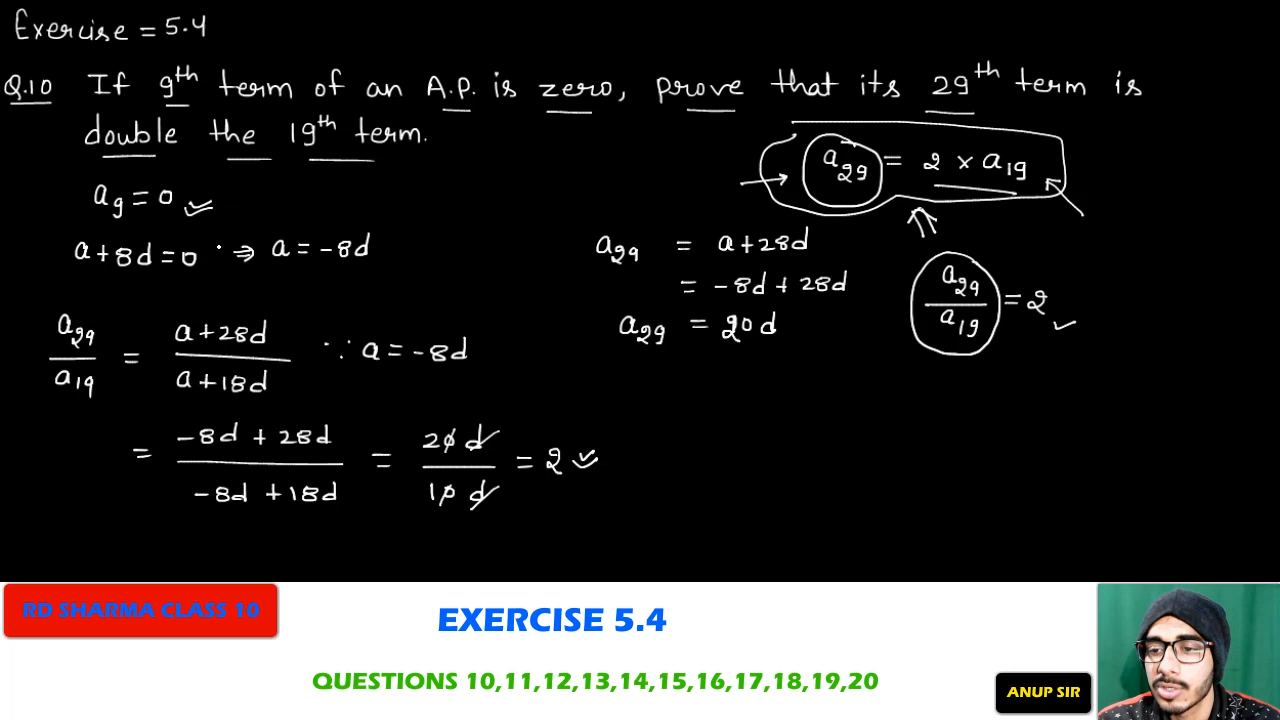 Exercise = 5.4
Q.10 If 9th term of an A.P. is zero, prove that its 29th term is
double the 19th term.
a29 = 2 × a19
a9 = 0
a + 8d = 0 ⇒ a = -8d
a29 = a + 28d
= -8d + 28d
a29 = 20d
a29/a19 = 2
a29/a19 = (a + 28d)/(a + 18d) ∵ a = -8d
= (-8d + 28d)/(-8d + 18d) = 20d/10d = 2
RD SHARMA CLASS 10
EXERCISE 5.4
QUESTIONS 10,11,12,13,14,15,16,17,18,19,20
ANUP SIR